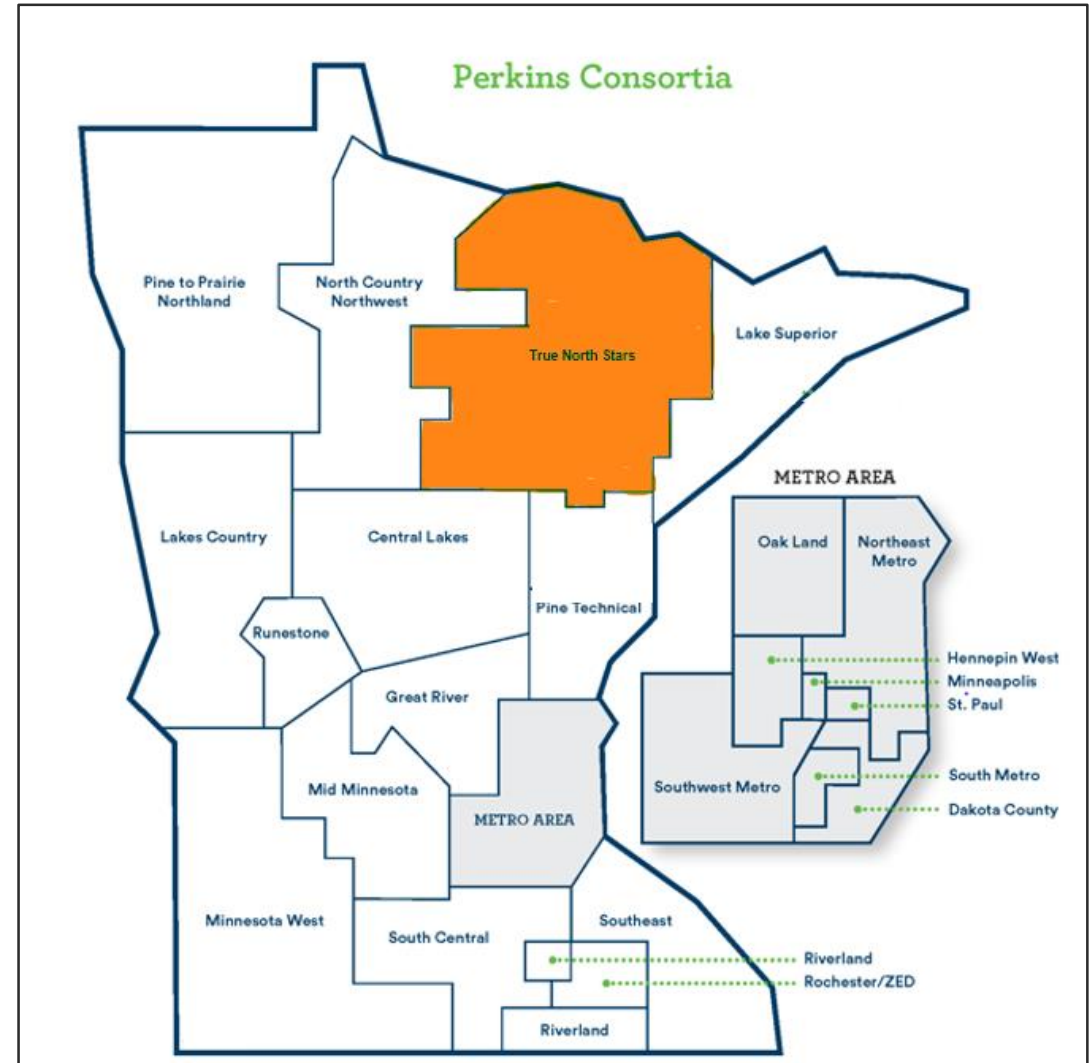 Perkins Consortia
Pine to Prairie
Northland
North Country
Northwest
True North Stars
Lake Superior
METRO AREA
Lakes Country
Central Lakes
Oak Land
Northeast
Metro
Pine Technical
Runestone
Hennepin West
Minneapolis
St. Paul
Great River
South Metro
Southwest Metro
Mid Minnesota
Dakota County
METRO AREA
Minnesota West
Southeast
South Central
Riverland
Rochester/ZED
Riverland